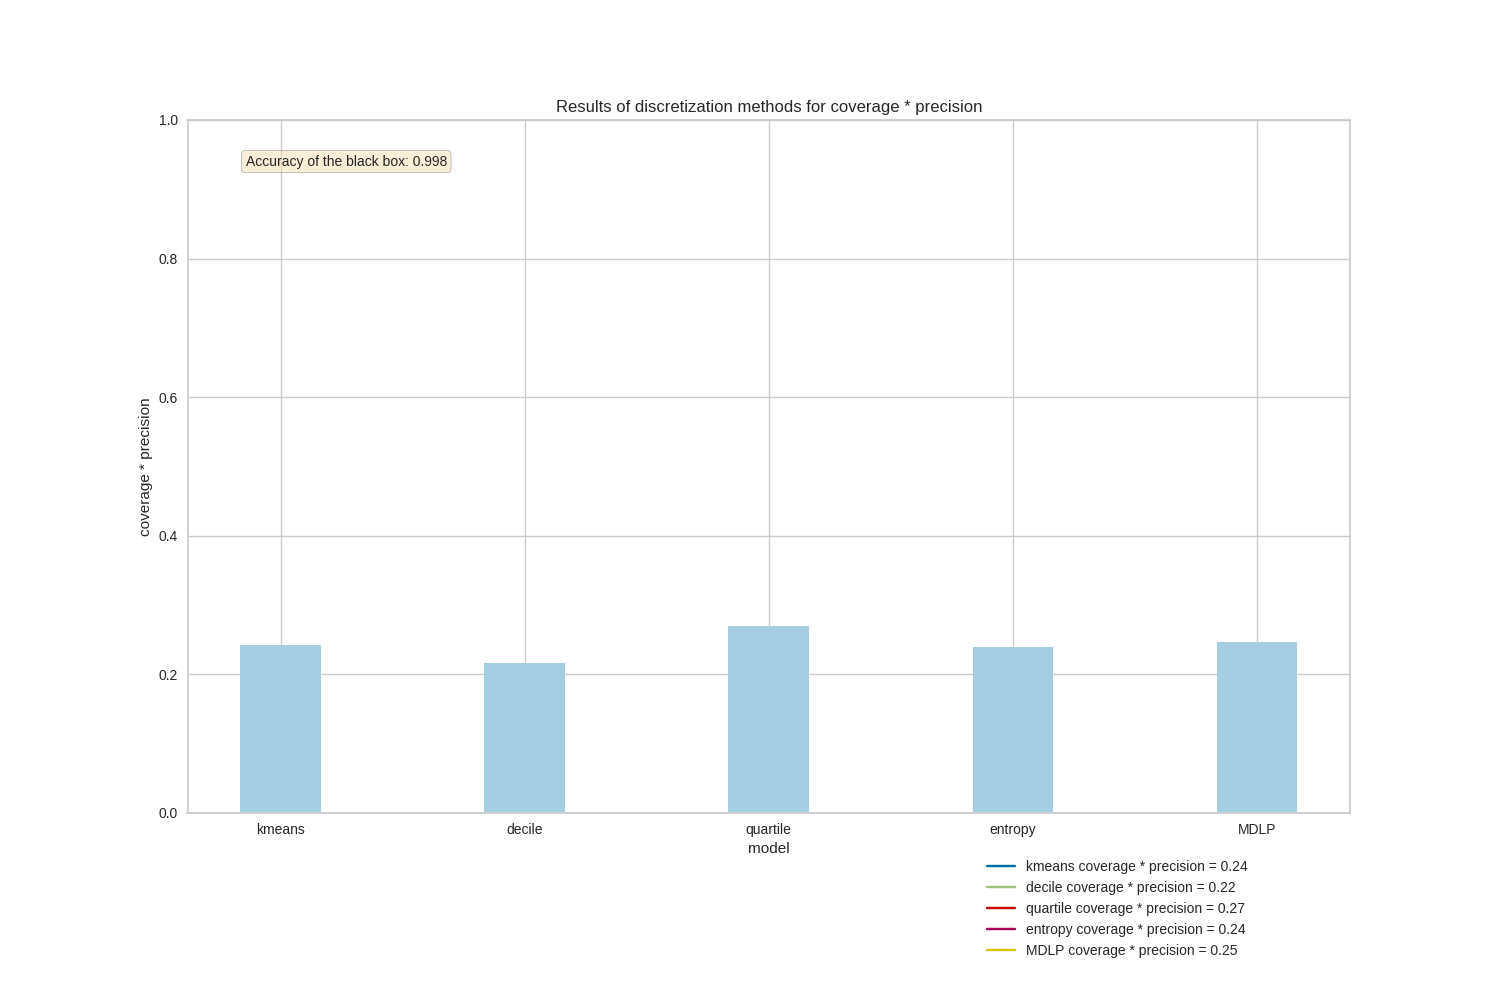 Results of discretization methods for coverage * precision
1.0
Accuracy of the black box: 0.998
0.8
0.6
0.4
0.2
0.0
coverage * precision
kmeans decile quartile entropy MDLP
model
kmeans coverage * precision = 0.24
decile coverage * precision = 0.22
quartile coverage * precision = 0.27
entropy coverage * precision = 0.24
MDLP coverage * precision = 0.25